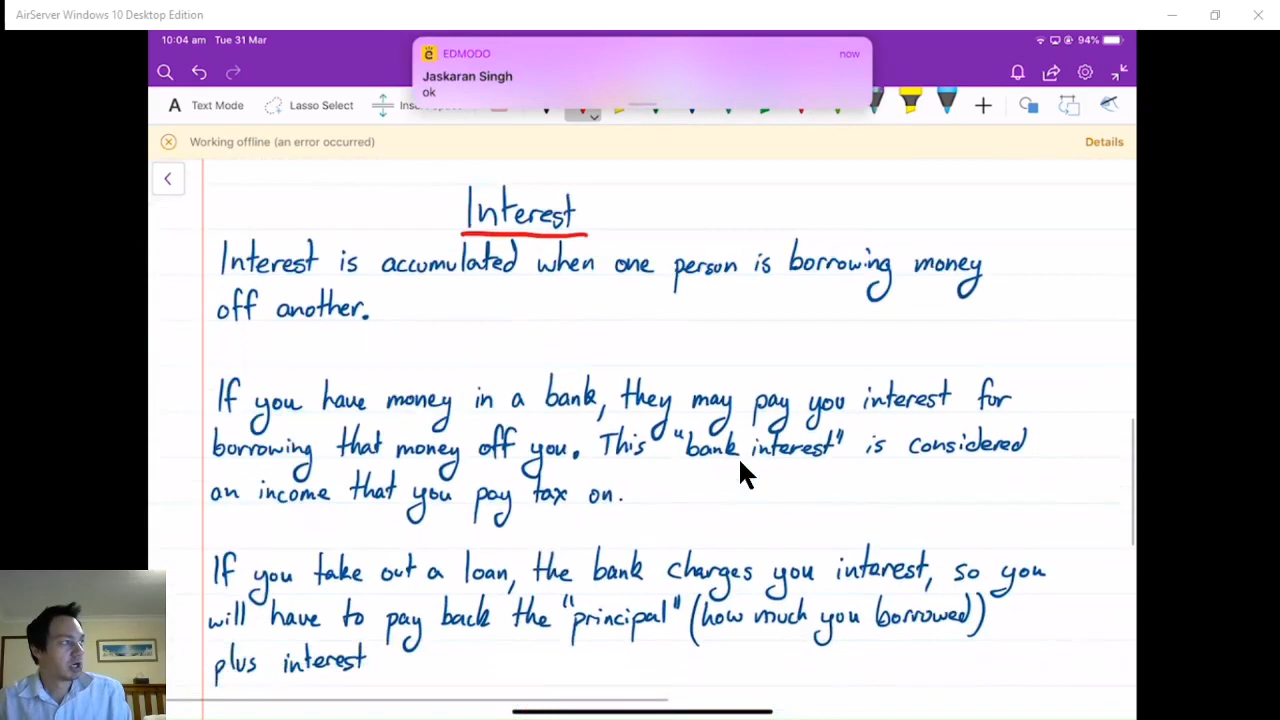 AirServer Windows 10 Desktop Edition
10:04 am Tue 31 Mar
94%
EDMODO
now
Jaskaran Singh
ok
Text Mode
Lasso Select
Working offline (an error occurred)
Details
Interest
Interest is accumulated when one person is borrowing money
off another.
If you have money in a bank, they may pay you interest for
borrowing that money off you. This "bank interest" is considered
an income that you pay tax on.
If you take out a loan, the bank charges you interest, so you
will have to pay back the "principal" (how much you borrowed)
plus interest